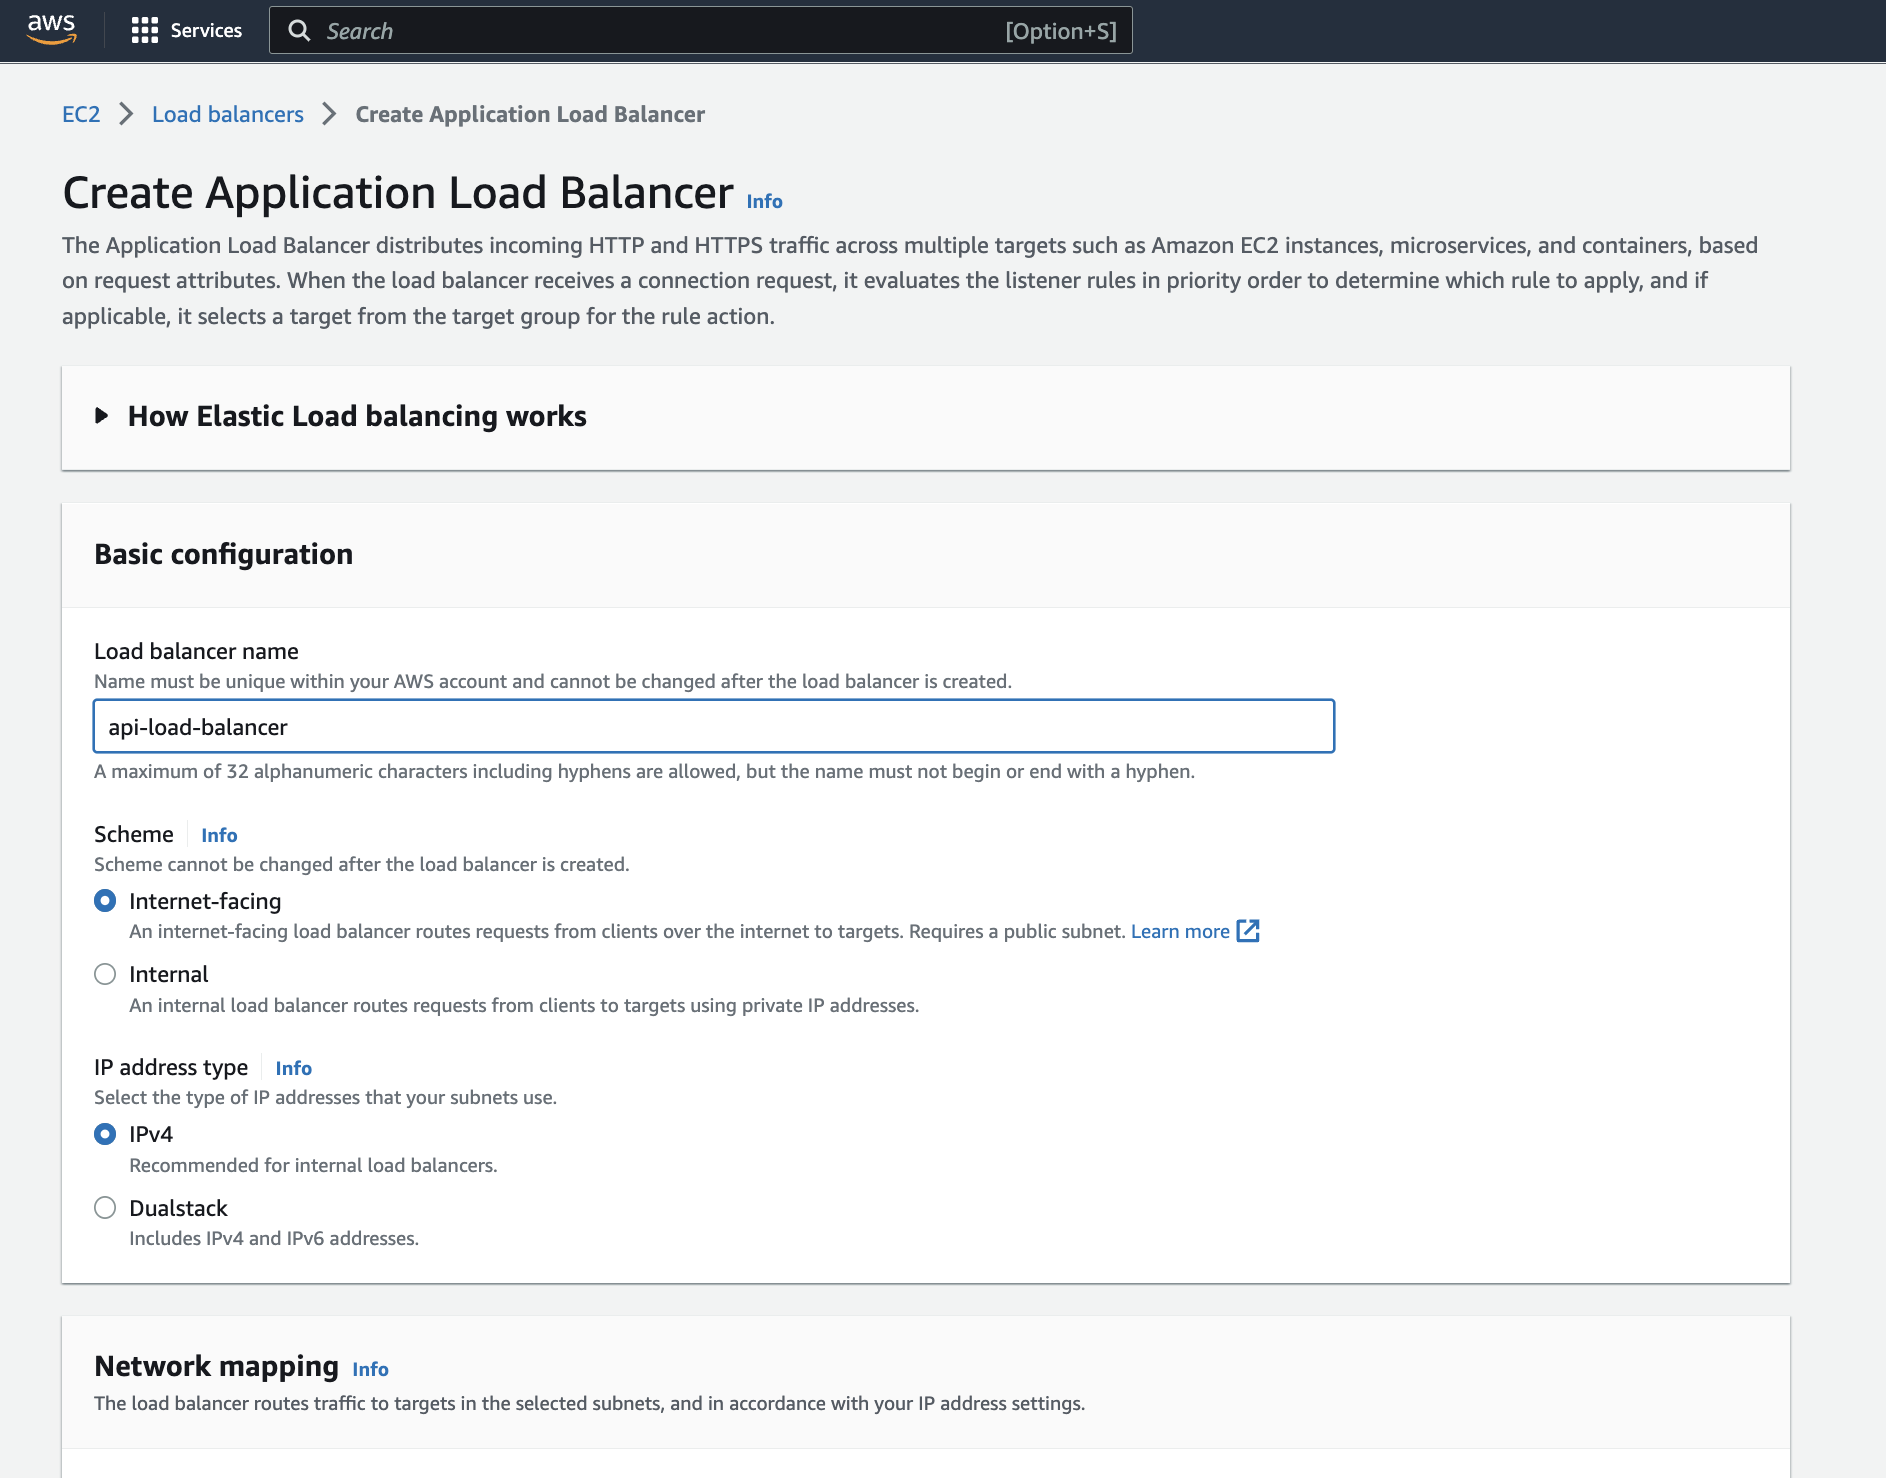 aws
Services
Search
[Option+S]
EC2
Load balancers
Create Application Load Balancer
Create Application Load Balancer Info
The Application Load Balancer distributes incoming HTTP and HTTPS traffic across multiple targets such as Amazon EC2 instances, microservices, and containers, based
on request attributes. When the load balancer receives a connection request, it evaluates the listener rules in priority order to determine which rule to apply, and if
applicable, it selects a target from the target group for the rule action.
How Elastic Load balancing works
Basic configuration
Load balancer name
Name must be unique within your AWS account and cannot be changed after the load balancer is created.
api-load-balancer
A maximum of 32 alphanumeric characters including hyphens are allowed, but the name must not begin or end with a hyphen.
Scheme Info
Scheme cannot be changed after the load balancer is created.
Internet-facing
An internet-facing load balancer routes requests from clients over the internet to targets. Requires a public subnet. Learn more
Internal
An internal load balancer routes requests from clients to targets using private IP addresses.
IP address type Info
Select the type of IP addresses that your subnets use.
IPv4
Recommended for internal load balancers.
Dualstack
Includes IPv4 and IPv6 addresses.
Network mapping Info
The load balancer routes traffic to targets in the selected subnets, and in accordance with your IP address settings.